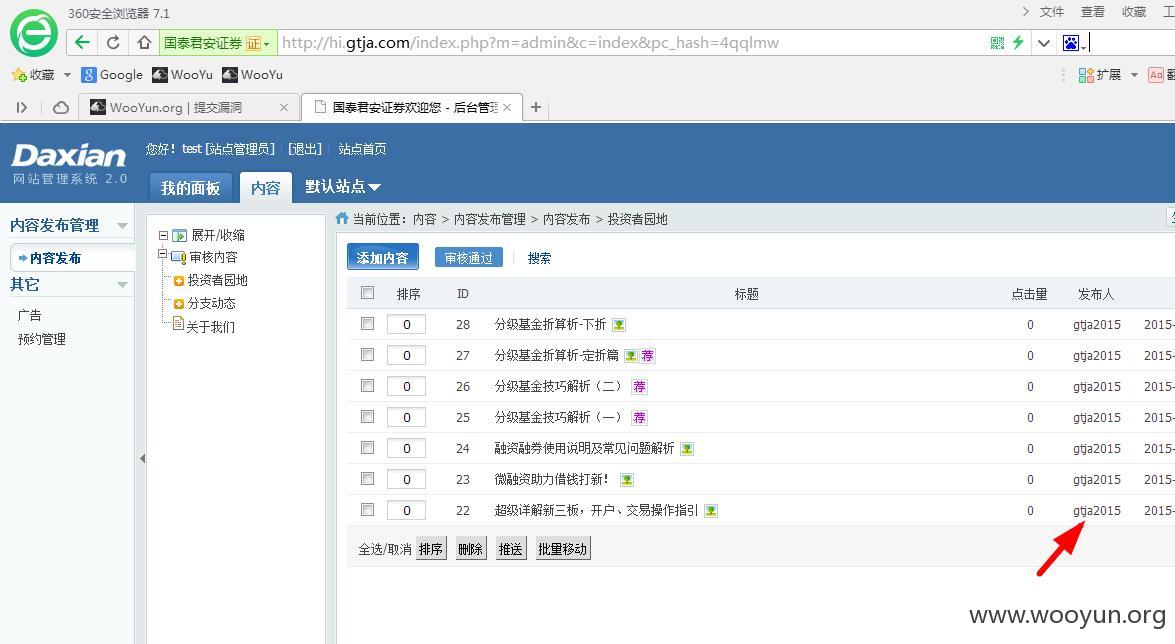 360安全浏览器 7.1
文件 查看 收藏
国泰君安证券 证 http://hi.gtja.com/index.php?m=admin&c=index&pc_hash=4qqlmw
收藏 Google WooYu WooYu 扩展
WooYun.org | 提交漏洞 国泰君安证券欢迎您 - 后台管理
Daxian
网站管理系统 2.0
您好! test [站点管理员] | [退出] | 站点首页
我的面板 内容 默认站点
内容发布管理
内容发布
其它
广告
预约管理
展开/收缩
审核内容
投资者园地
分支动态
关于我们
当前位置: 内容 > 内容发布管理 > 内容发布 > 投资者园地
添加内容 审核通过 搜索
排序 ID 标题 点击量 发布人
0 28 分级基金折算析-下折 0 gtja2015 2015-
0 27 分级基金折算析-定折篇 荐 0 gtja2015 2015-
0 26 分级基金技巧解析（二） 荐 0 gtja2015 2015-
0 25 分级基金技巧解析（一） 荐 0 gtja2015 2015-
0 24 融资融券使用说明及常见问题解析 0 gtja2015 2015-
0 23 微融资助力借钱打新! 0 gtja2015 2015-
0 22 超级详解新三板，开户、交易操作指引 0 gtja2015 2015-
全选/取消 排序 删除 推送 批量移动
www.wooyun.org